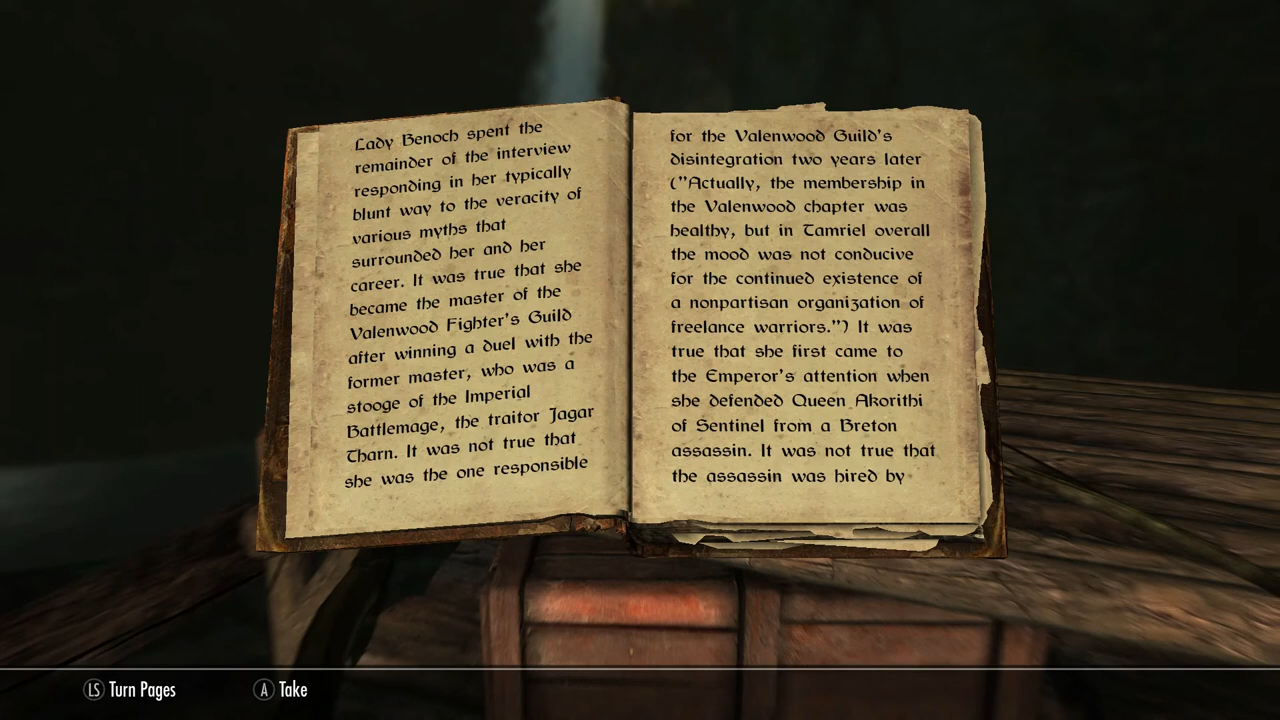 Lady Benoch spent the
remainder of the interview
responding in her typically
blunt way to the veracity of
various myths that
surrounded her and her
career. It was true that she
became the master of the
Valenwood Fighter's Guild
after winning a duel with the
former master, who was a
stooge of the Imperial
Battlemage, the traitor Jagar
Tharn. It was not true that
she was the one responsible
for the Valenwood Guild's
disintegration two years later
("Actually, the membership in
the Valenwood chapter was
healthy, but in Tamriel overall
the mood was not conducive
for the continued existence of
a nonpartisan organization of
freelance warriors.") It was
true that she first came to
the Emperor's attention when
she defended Queen Akorithi
of Sentinel from a Breton
assassin. It was not true that
the assassin was hired by
LS Turn Pages
A Take